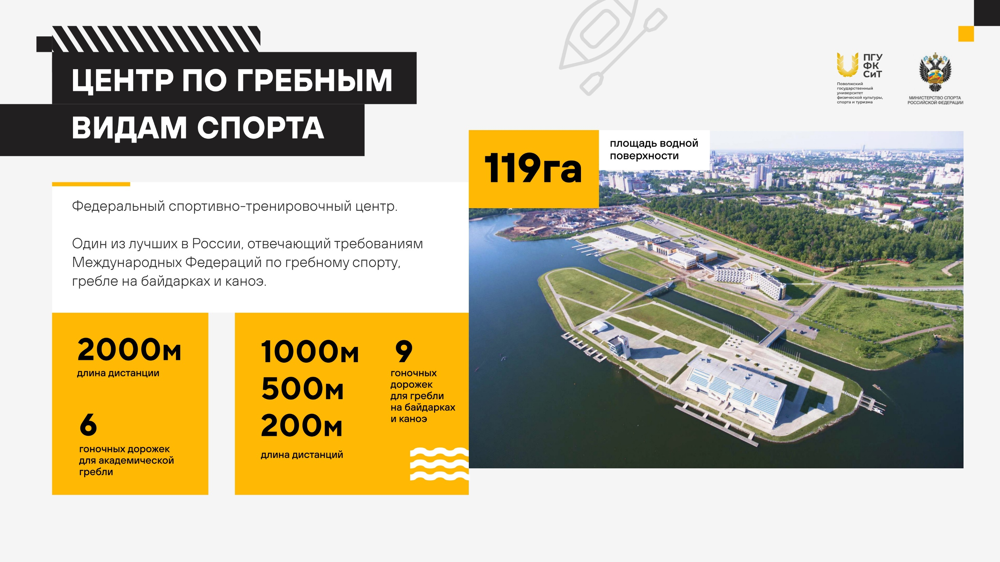 ЦЕНТР ПО ГРЕБНЫМ
ВИДАМ СПОРТА
ПГУ
ФК
СиТ
Поволжский
государственный
университет
физической культуры,
спорта и туризма
МИНИСТЕРСТВО СПОРТА
РОССИЙСКОЙ ФЕДЕРАЦИИ
119га
площадь водной
поверхности
Федеральный спортивно-тренировочный центр.
Один из лучших в России, отвечающий требованиям
Международных Федераций по гребному спорту,
гребле на байдарках и каноэ.
2000м
длина дистанции
6
гоночных дорожек
для академической
гребли
1000м
500м
200м
длина дистанций
9
гоночных
дорожек
для гребли
на байдарках
и каноэ